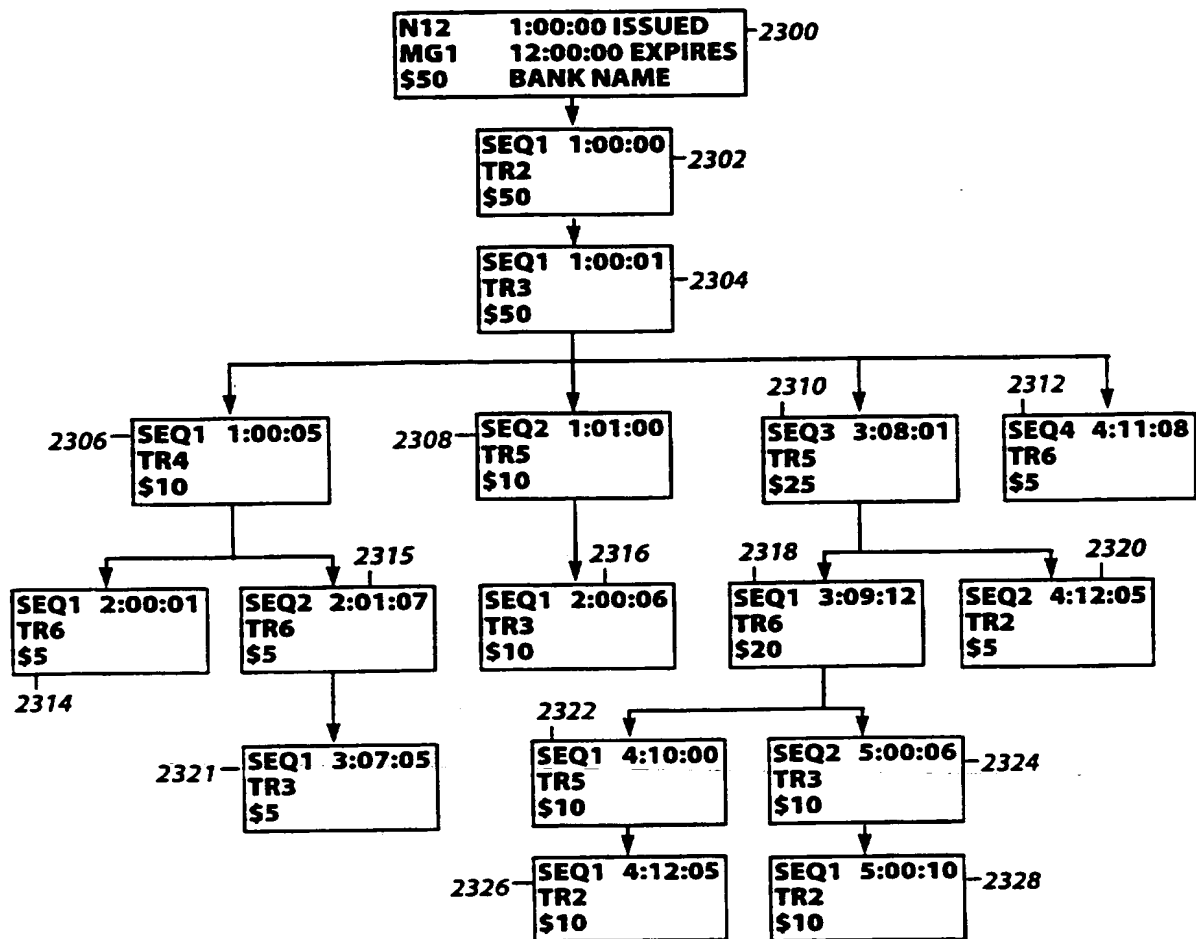 N12 1:00:00 ISSUED
MG1 12:00:00 EXPIRES
$50 BANK NAME
2300
SEQ1 1:00:00
TR2
$50
2302
SEQ1 1:00:01
TR3
$50
2304
2306
SEQ1 1:00:05
TR4
$10
2308
SEQ2 1:01:00
TR5
$10
2310
SEQ3 3:08:01
TR5
$25
2312
SEQ4 4:11:08
TR6
$5
SEQ1 2:00:01
TR6
$5
2314
2315
SEQ2 2:01:07
TR6
$5
2316
SEQ1 2:00:06
TR3
$10
2318
SEQ1 3:09:12
TR6
$20
2320
SEQ2 4:12:05
TR2
$5
2321
SEQ1 3:07:05
TR3
$5
2322
SEQ1 4:10:00
TR5
$10
SEQ2 5:00:06
TR3
$10
2324
2326
SEQ1 4:12:05
TR2
$10
SEQ1 5:00:10
TR2
$10
2328